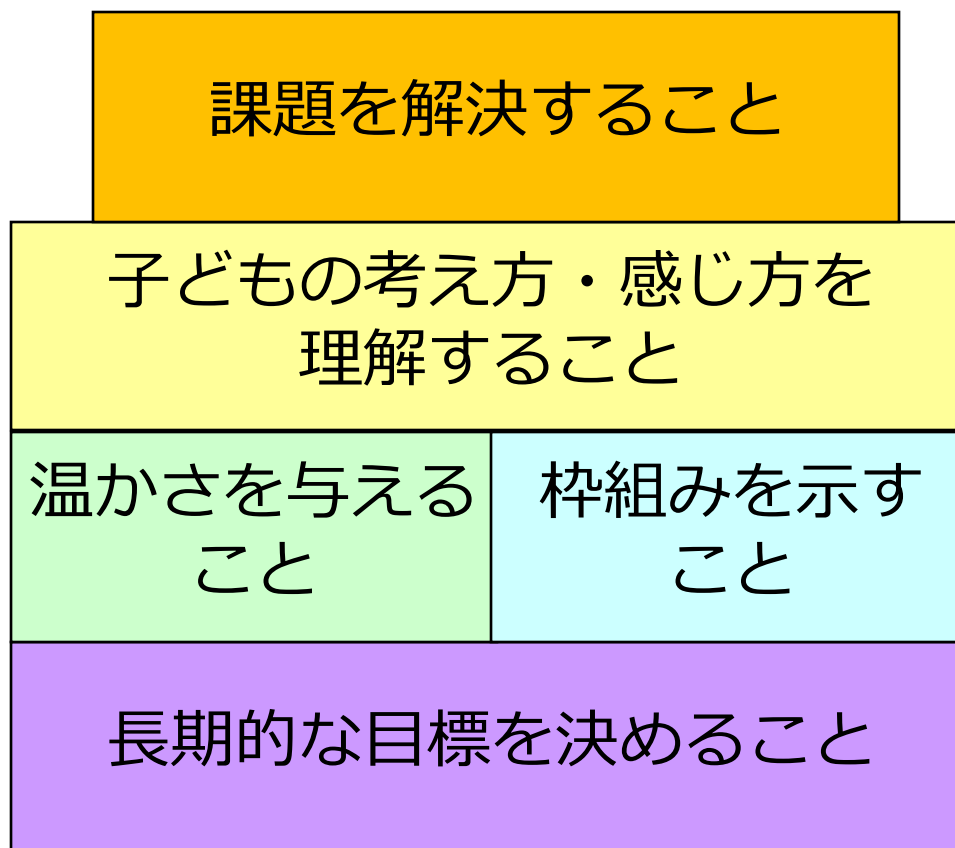 課題を解決すること
子どもの考え方・感じ方を
理解すること
温かさを与える
こと
枠組みを示す
こと
長期的な目標を決めること